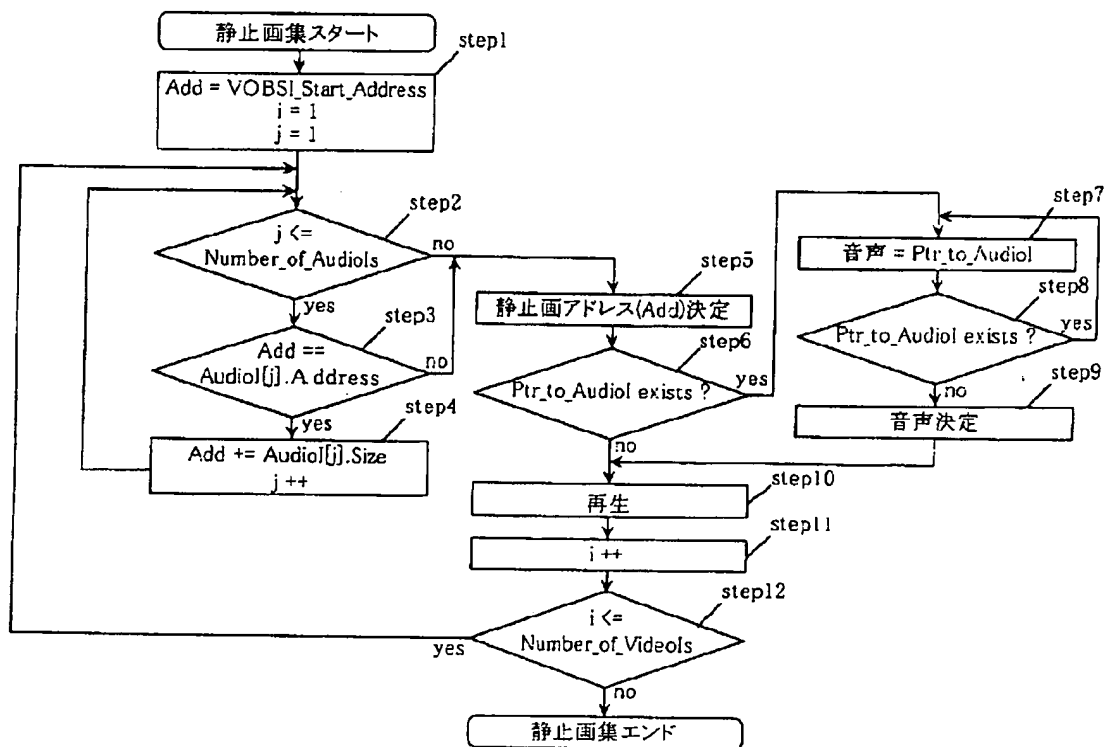 静止画集スタート
step1
Add = VOBSI_Start_Address
i = 1
j = 1
step2
j <=
Number_of_AudioIs
no
yes
step3
Add ==
AudioI[j].Address
no
yes
step4
Add += AudioI[j].Size
j ++
step5
静止画アドレス(Add)決定
step6
Ptr_to_AudioI exists ?
yes
no
step7
音声 = Ptr_to_AudioI
step8
Ptr_to_AudioI exists ?
yes
no
step9
音声決定
step10
再生
step11
i ++
step12
i <=
Number_of_VideoIs
yes
no
静止画集エンド